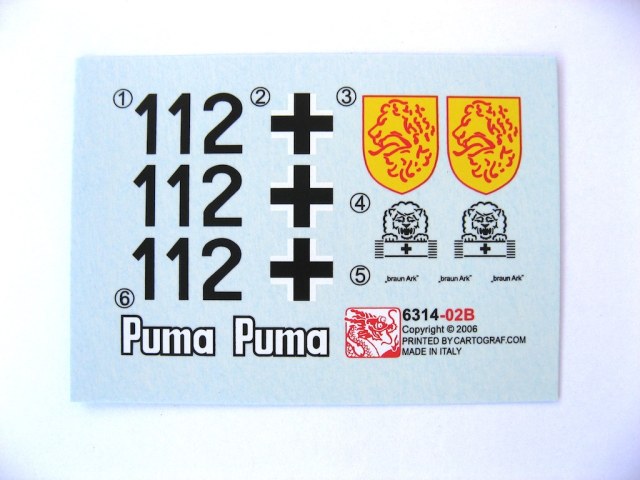 ① 112 ② ③
112 ④
112 ⑤ „braun Ark“ „braun Ark“ „braun Ark“
⑥
Puma Puma
6314-02B
Copyright © 2006
PRINTED BY CARTOGRAF.COM
MADE IN ITALY